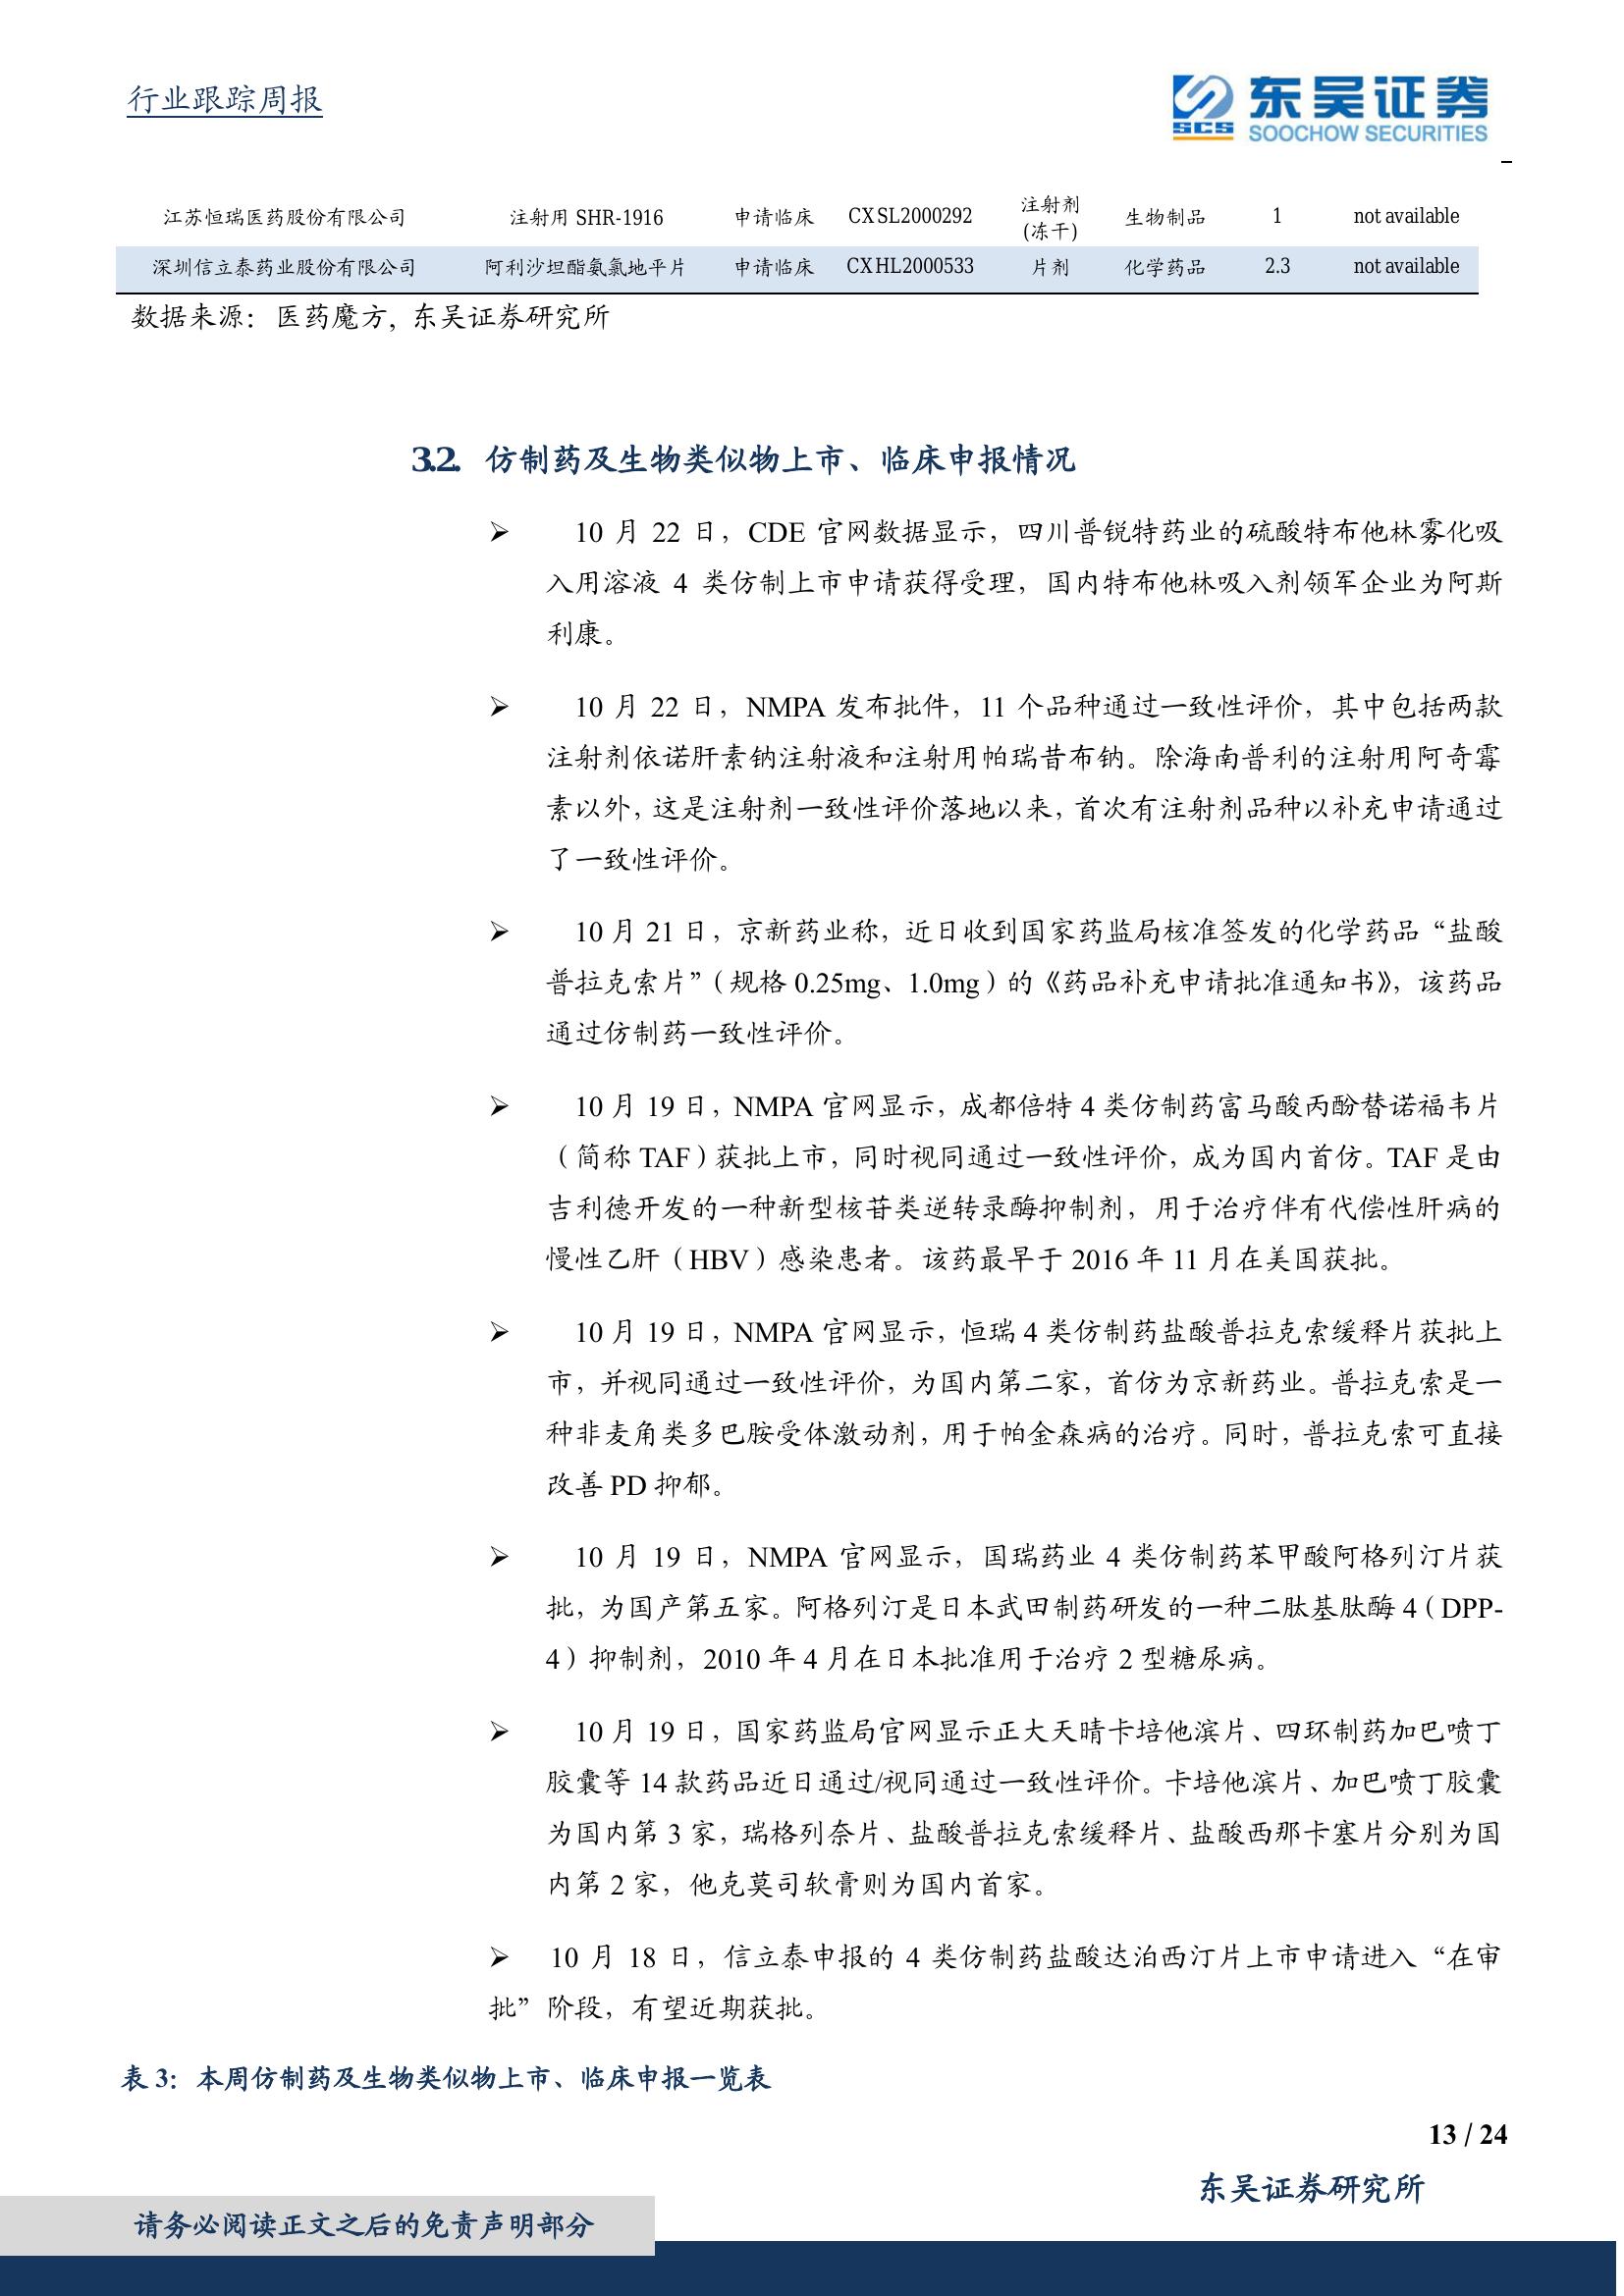 行业跟踪周报
SCS
东吴证券
SOOCHOW SECURITIES
江苏恒瑞医药股份有限公司 注射用 SHR-1916 申请临床 CXSL2000292 注射剂(冻干) 生物制品 1 not available
深圳信立泰药业股份有限公司 阿利沙坦酯氨氯地平片 申请临床 CXHL2000533 片剂 化学药品 2.3 not available
数据来源：医药魔方，东吴证券研究所
3.2. 仿制药及生物类似物上市、临床申报情况
➢ 10 月 22 日，CDE 官网数据显示，四川普锐特药业的硫酸特布他林雾化吸
入用溶液 4 类仿制上市申请获得受理，国内特布他林吸入剂领军企业为阿斯
利康。
➢ 10 月 22 日，NMPA 发布批件，11 个品种通过一致性评价，其中包括两款
注射剂依诺肝素钠注射液和注射用帕瑞昔布钠。除海南普利的注射用阿奇霉
素以外，这是注射剂一致性评价落地以来，首次有注射剂品种以补充申请通过
了一致性评价。
➢ 10 月 21 日，京新药业称，近日收到国家药监局核准签发的化学药品“盐酸
普拉克索片”（规格 0.25mg、1.0mg）的《药品补充申请批准通知书》，该药品
通过仿制药一致性评价。
➢ 10 月 19 日，NMPA 官网显示，成都倍特 4 类仿制药富马酸丙酚替诺福韦片
（简称 TAF）获批上市，同时视同通过一致性评价，成为国内首仿。TAF 是由
吉利德开发的一种新型核苷类逆转录酶抑制剂，用于治疗伴有代偿性肝病的
慢性乙肝（HBV）感染患者。该药最早于 2016 年 11 月在美国获批。
➢ 10 月 19 日，NMPA 官网显示，恒瑞 4 类仿制药盐酸普拉克索缓释片获批上
市，并视同通过一致性评价，为国内第二家，首仿为京新药业。普拉克索是一
种非麦角类多巴胺受体激动剂，用于帕金森病的治疗。同时，普拉克索可直接
改善 PD 抑郁。
➢ 10 月 19 日，NMPA 官网显示，国瑞药业 4 类仿制药苯甲酸阿格列汀片获
批，为国产第五家。阿格列汀是日本武田制药研发的一种二肽基肽酶 4（DPP-
4）抑制剂，2010 年 4 月在日本批准用于治疗 2 型糖尿病。
➢ 10 月 19 日，国家药监局官网显示正大天晴卡培他滨片、四环制药加巴喷丁
胶囊等 14 款药品近日通过/视同通过一致性评价。卡培他滨片、加巴喷丁胶囊
为国内第 3 家，瑞格列奈片、盐酸普拉克索缓释片、盐酸西那卡塞片分别为国
内第 2 家，他克莫司软膏则为国内首家。
➢ 10 月 18 日，信立泰申报的 4 类仿制药盐酸达泊西汀片上市申请进入“在审
批”阶段，有望近期获批。
表 3：本周仿制药及生物类似物上市、临床申报一览表
13 / 24
东吴证券研究所
请务必阅读正文之后的免责声明部分